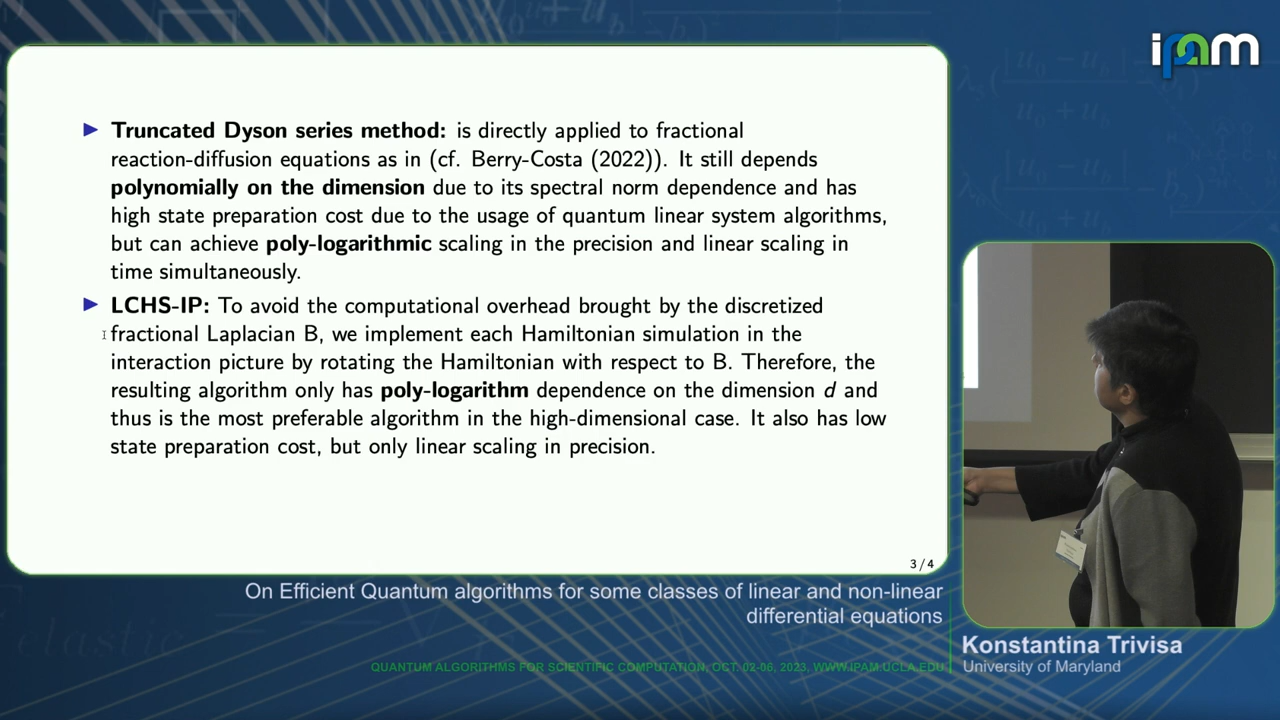 ipam
▶ Truncated Dyson series method: is directly applied to fractional
reaction-diffusion equations as in (cf. Berry-Costa (2022)). It still depends
polynomially on the dimension due to its spectral norm dependence and has
high state preparation cost due to the usage of quantum linear system algorithms,
but can achieve poly-logarithmic scaling in the precision and linear scaling in
time simultaneously.
▶ LCHS-IP: To avoid the computational overhead brought by the discretized
fractional Laplacian B, we implement each Hamiltonian simulation in the
interaction picture by rotating the Hamiltonian with respect to B. Therefore, the
resulting algorithm only has poly-logarithm dependence on the dimension d and
thus is the most preferable algorithm in the high-dimensional case. It also has low
state preparation cost, but only linear scaling in precision.
3 / 4
On Efficient Quantum algorithms for some classes of linear and non-linear
differential equations
Konstantina Trivisa
University of Maryland
QUANTUM ALGORITHMS FOR SCIENTIFIC COMPUTATION, OCT. 02-06, 2023, WWW.IPAM.UCLA.EDU